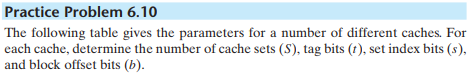 Practice Problem 6.10
The following table gives the parameters for a number of different caches. For
each cache, determine the number of cache sets (S), tag bits (t), set index bits (s),
and block offset bits (b).